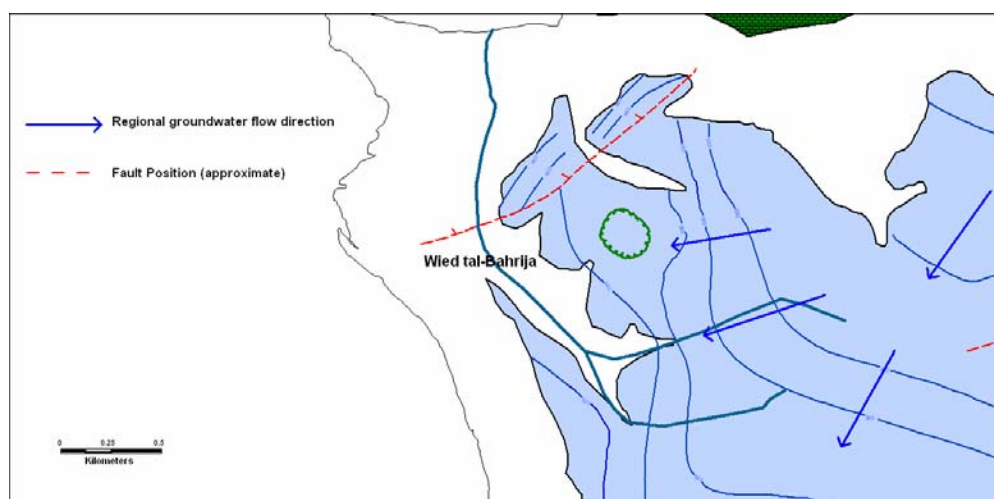 Regional groundwater flow direction
Fault Position (approximate)
Wied tal-Bahrija
0 0.25 0.5
Kilometers